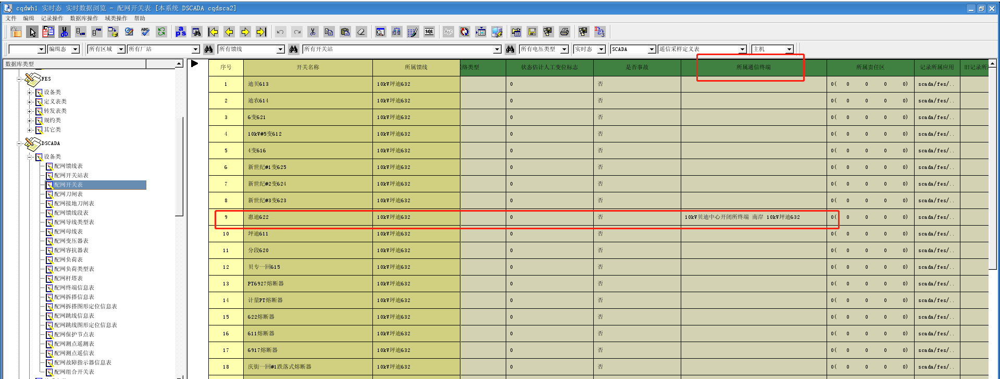 cqdwh1 实时态 实时数据浏览 - 配网开关表 [本系统 DSCADA cqdsca2]
文件 编辑 记录操作 数据库操作 域类操作 帮助
aps ABC SQL Abc 123
编辑态 所有区域 所有厂站 所有馈线 所有开关站 所有电压类型 实时态 SCADA 遥信采样定义表 主机
数据库类型
FES
设备类
定义表类
转发表类
规约类
其它类
DSCADA
设备类
配网馈线表
配网开关站表
配网开关表
配网刀闸表
配网接地刀闸表
配网馈线段表
配网导线类型表
配网母线表
配网变压器表
配网容抗器表
配网负荷表
配网负荷类型表
配网杆塔表
配网终端信息表
配网拆搭信息表
配网拆搭图形定位信息表
配网跳线信息表
配网跳线图形定位信息表
配网保护节点表
配网测点遥测表
配网测点遥信表
配网故障指示器信息表
配网组合开关表
序号 开关名称 所属馈线 络类型 状态估计人工变位标志 是否事故 所属通信终端 所属责任区 记录所属应用 旧记录所
1 迪贝613 10kV坪迪632 0 否 0( 0 0 0 0) scada/fes/..
2 迪农614 10kV坪迪632 0 否 0( 0 0 0 0) scada/fes/..
3 6变621 10kV坪迪632 0 否 0( 0 0 0 0) scada/fes/..
4 10kV#5变612 10kV坪迪632 0 否 0( 0 0 0 0) scada/fes/..
5 4变616 10kV坪迪632 0 否 0( 0 0 0 0) scada/fes/..
6 新世纪#1变625 10kV坪迪632 0 否 0( 0 0 0 0) scada/fes/..
7 新世纪#2变624 10kV坪迪632 0 否 0( 0 0 0 0) scada/fes/..
8 新世纪#3变623 10kV坪迪632 0 否 0( 0 0 0 0) scada/fes/..
9 惠迪622 10kV坪迪632 0 否 10kV贝迪中心开闭所终端 南岸 10kV坪迪632 0( 0 0 0 0) scada/fes/..
10 坪迪611 10kV坪迪632 0 否 0( 0 0 0 0) scada/fes/..
11 分段620 10kV坪迪632 0 否 0( 0 0 0 0) scada/fes/..
12 贝专一回615 10kV坪迪632 0 否 0( 0 0 0 0) scada/fes/..
13 PT6927熔断器 10kV坪迪632 0 否 0( 0 0 0 0) scada/fes/..
14 计量PT熔断器 10kV坪迪632 0 否 0( 0 0 0 0) scada/fes/..
15 622熔断器 10kV坪迪632 0 否 0( 0 0 0 0) scada/fes/..
16 611熔断器 10kV坪迪632 0 否 0( 0 0 0 0) scada/fes/..
17 6917熔断器 10kV坪迪632 0 否 0( 0 0 0 0) scada/fes/..
18 庆街一回#1跌落式熔断器 10kV坪迪632 0 否 0( 0 0 0 0) scada/fes/..